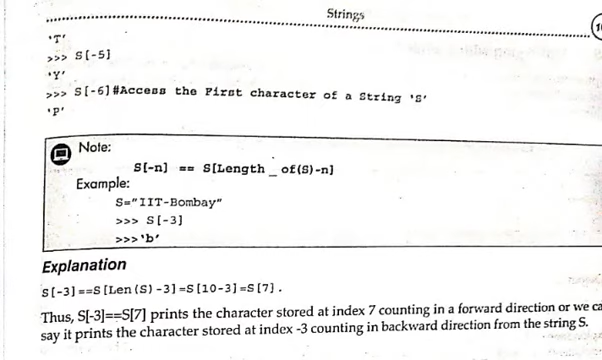 Strings
'T'
>>> S[-5]
'Y'
>>> S[-6]#Access the First character of a String 'S'
'P'
Note:
S[-n] == S[Length _ of(S)-n]
Example:
S="IIT-Bombay"
>>> S[-3]
>>>'b'
Explanation
S[-3]==S[Len(S)-3]=S[10-3]=S[7].
Thus, S[-3]==S[7] prints the character stored at index 7 counting in a forward direction or we
say it prints the character stored at index -3 counting in backward direction from the string S.